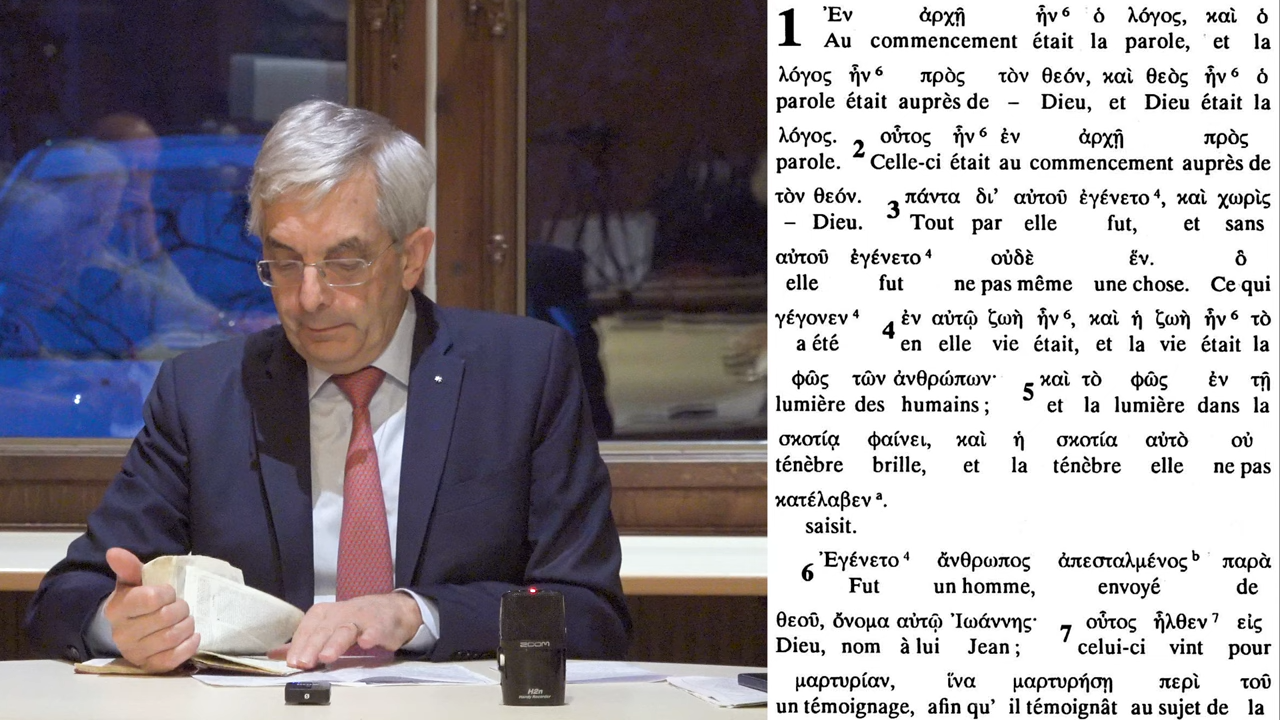 zoom
H2n
Handy Recorder
1 Ἐν ἀρχῇ ἦν⁶ ὁ λόγος, καὶ ὁ
Au commencement était la parole, et la
λόγος ἦν⁶ πρὸς τὸν θεόν, καὶ θεὸς ἦν⁶ ὁ
parole était auprès de – Dieu, et Dieu était la
λόγος. 2 οὗτος ἦν⁶ ἐν ἀρχῇ πρὸς
parole. Celle-ci était au commencement auprès de
τὸν θεόν. 3 πάντα δι’ αὐτοῦ ἐγένετο⁴, καὶ χωρὶς
– Dieu. Tout par elle fut, et sans
αὐτοῦ ἐγένετο⁴ οὐδὲ ἕν. ὃ
elle fut ne pas même une chose. Ce qui
γέγονεν⁴ 4 ἐν αὐτῷ ζωὴ ἦν⁶, καὶ ἡ ζωὴ ἦν⁶ τὸ
a été en elle vie était, et la vie était la
φῶς τῶν ἀνθρώπων· 5 καὶ τὸ φῶς ἐν τῇ
lumière des humains ; et la lumière dans la
σκοτίᾳ φαίνει, καὶ ἡ σκοτία αὐτὸ οὐ
ténèbre brille, et la ténèbre elle ne pas
κατέλαβενᵃ.
saisit.
6 Ἐγένετο⁴ ἄνθρωπος ἀπεσταλμένοςᵇ παρὰ
Fut un homme, envoyé de
θεοῦ, ὄνομα αὐτῷ Ἰωάννης· 7 οὗτος ἦλθεν⁷ εἰς
Dieu, nom à lui Jean ; celui-ci vint pour
μαρτυρίαν, ἵνα μαρτυρήσῃ περὶ τοῦ
un témoignage, afin qu’ il témoignât au sujet de la